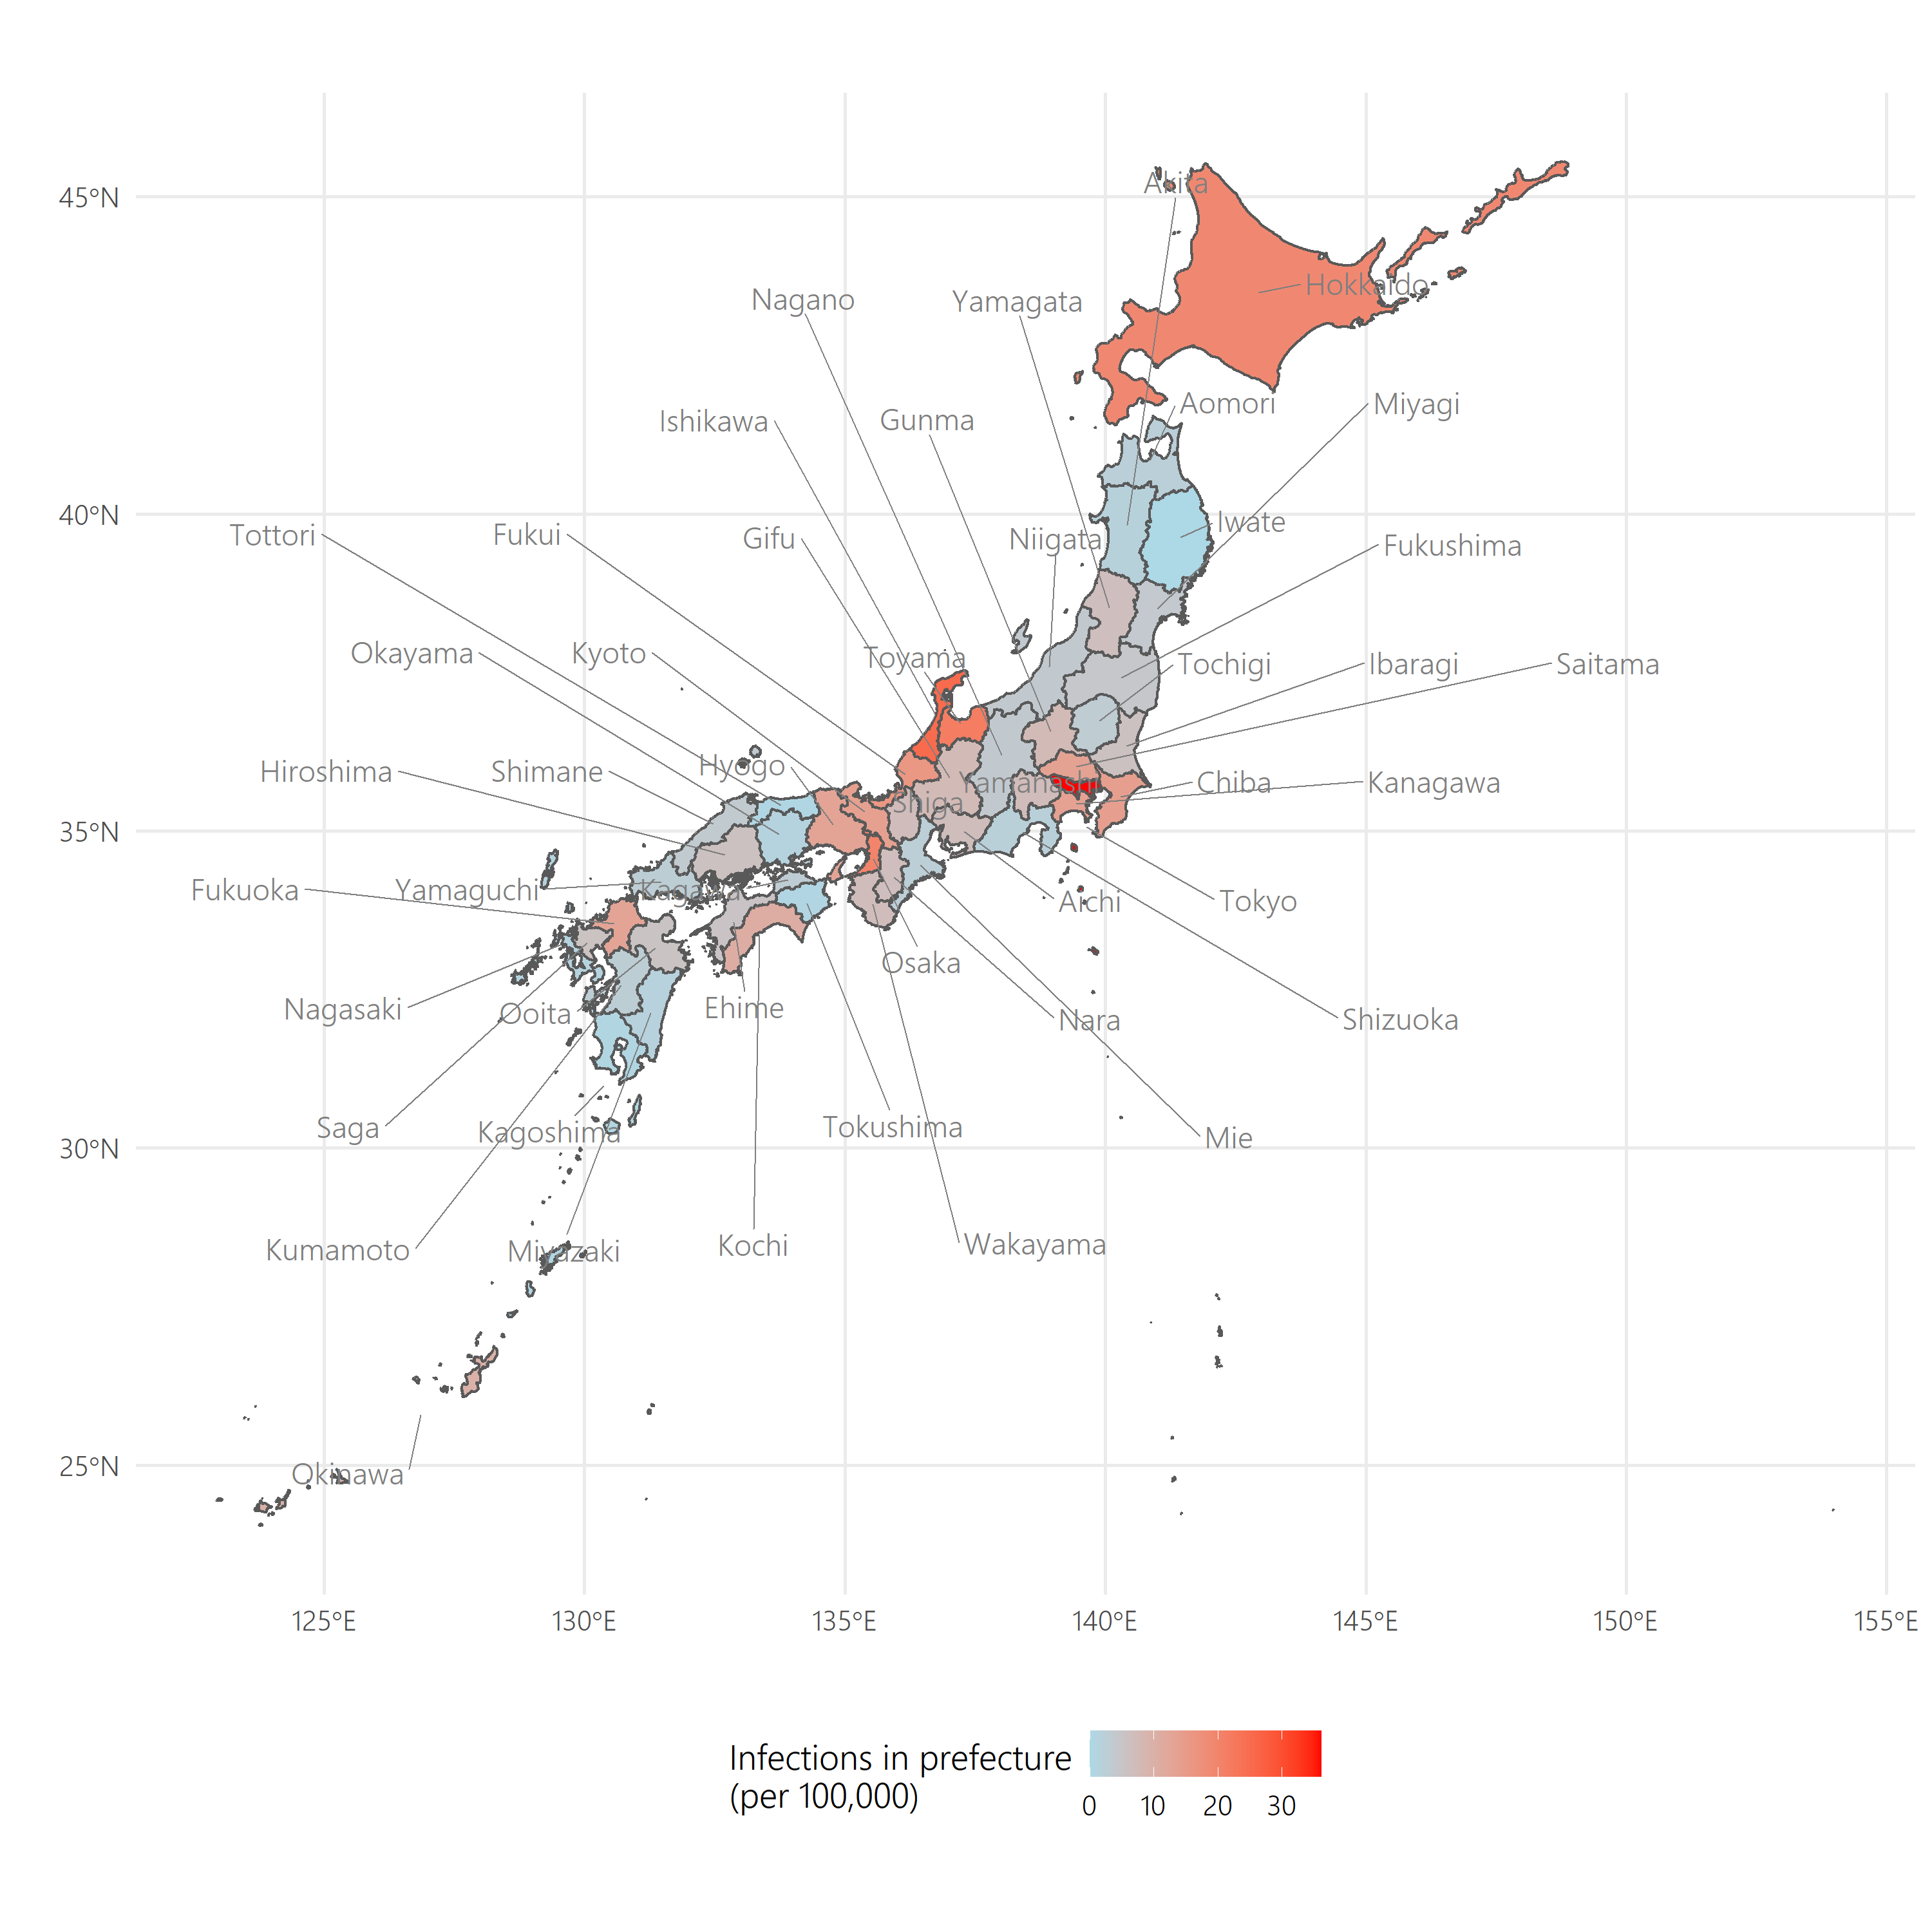 45°N
Akita
Hokkaido
Nagano
Yamagata
Ishikawa
Gunma
Aomori
Miyagi
40°N
Tottori
Fukui
Gifu
Niigata
Iwate
Fukushima
Okayama
Kyoto
Toyama
Tochigi
Ibaragi
Saitama
Hiroshima
Shimane
Hyogo
Shiga
Chiba
Kanagawa
35°N
Fukuoka
Yamaguchi
Kagawa
Aichi
Tokyo
Osaka
Nagasaki
Ooita
Ehime
Nara
Shizuoka
Saga
Kagoshima
Tokushima
Mie
30°N
Kumamoto
Miyazaki
Kochi
Wakayama
25°N
Okinawa
125°E
130°E
135°E
140°E
145°E
150°E
155°E
Infections in prefecture
(per 100,000)
0
10
20
30